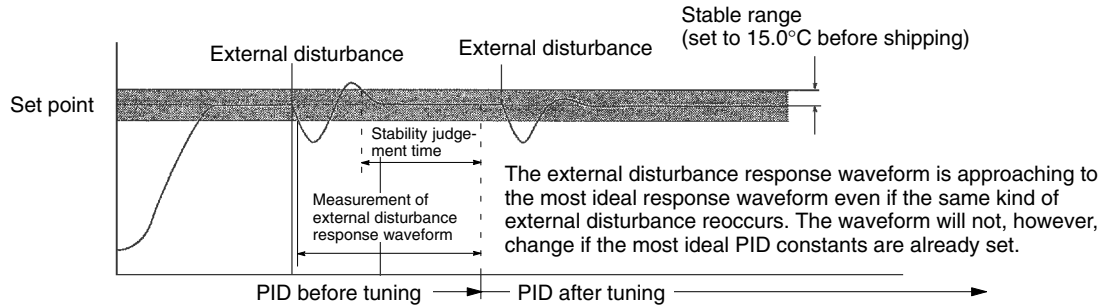 Stable range
(set to 15.0°C before shipping)
External disturbance
External disturbance
Set point
Stability judge-
ment time
Measurement of
external disturbance
response waveform
The external disturbance response waveform is approaching to
the most ideal response waveform even if the same kind of
external disturbance reoccurs. The waveform will not, however,
change if the most ideal PID constants are already set.
PID before tuning
PID after tuning